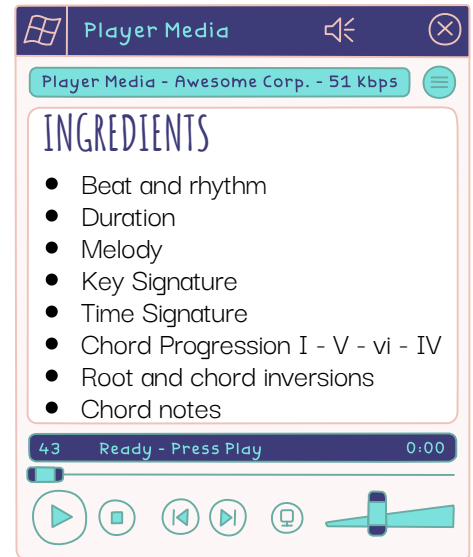 Player Media
Player Media - Awesome Corp. - 51 Kbps
INGREDIENTS
• Beat and rhythm
• Duration
• Melody
• Key Signature
• Time Signature
• Chord Progression I - V - vi - IV
• Root and chord inversions
• Chord notes
43 Ready - Press Play 0:00